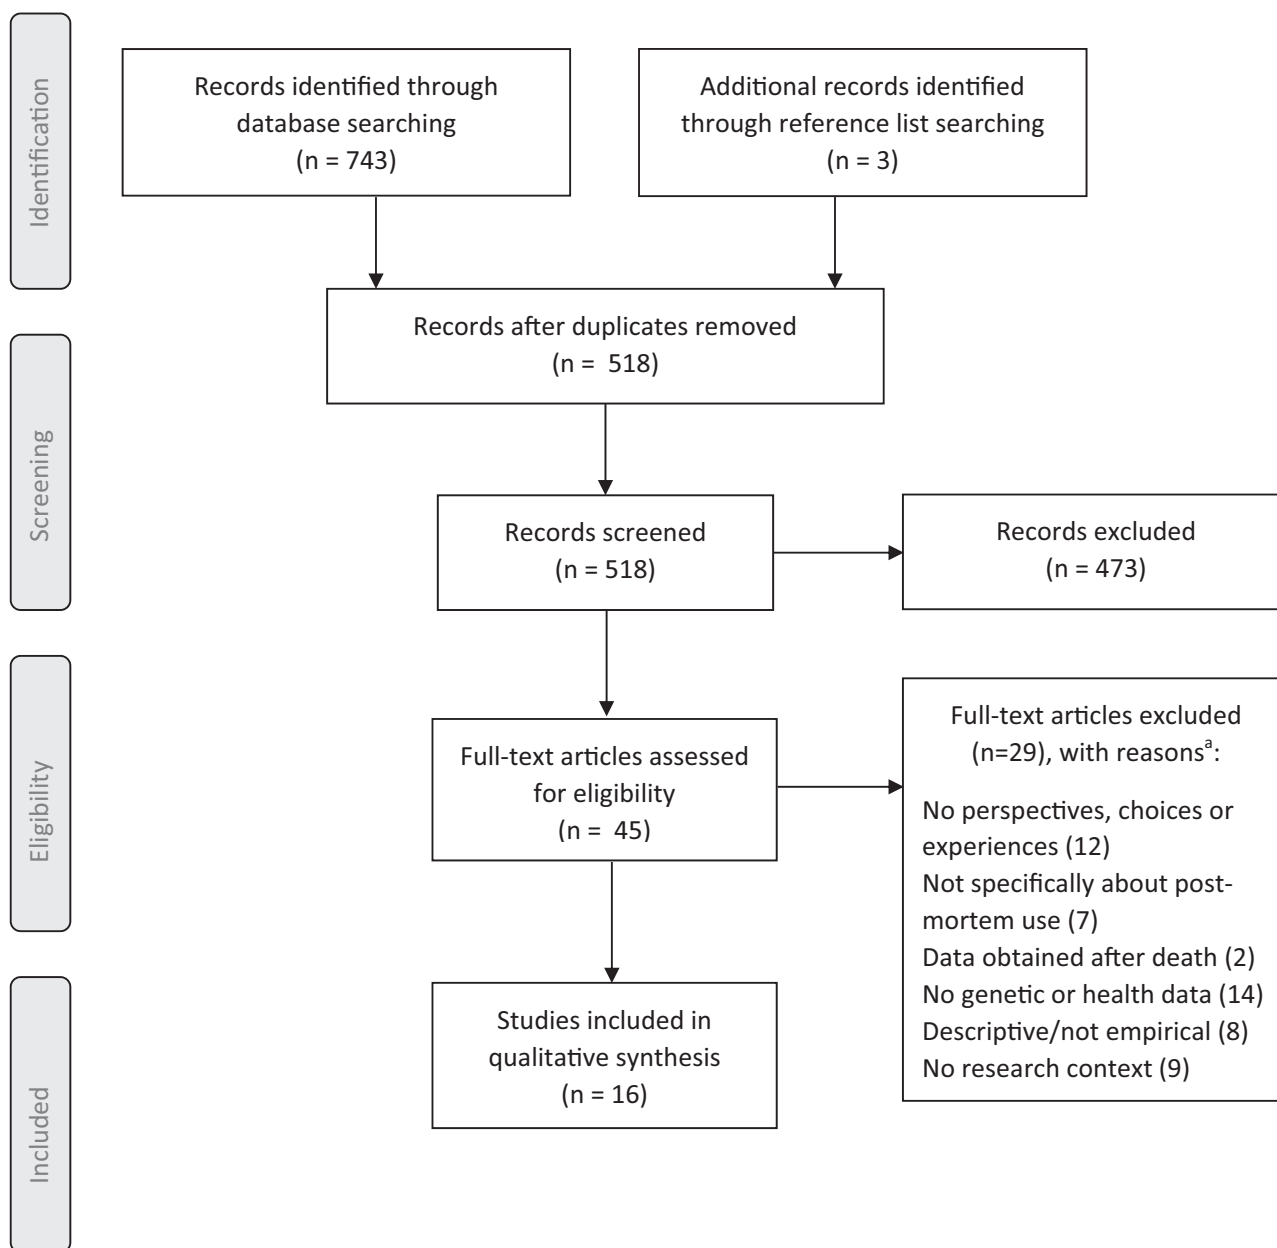 Identification
Records identified through
database searching
(n = 743)
Additional records identified
through reference list searching
(n = 3)
Records after duplicates removed
(n = 518)
Screening
Records screened
(n = 518)
Records excluded
(n = 473)
Eligibility
Full-text articles assessed
for eligibility
(n = 45)
Full-text articles excluded
(n=29), with reasonsᵃ:
No perspectives, choices or
experiences (12)
Not specifically about post-
mortem use (7)
Data obtained after death (2)
No genetic or health data (14)
Descriptive/not empirical (8)
No research context (9)
Included
Studies included in
qualitative synthesis
(n = 16)